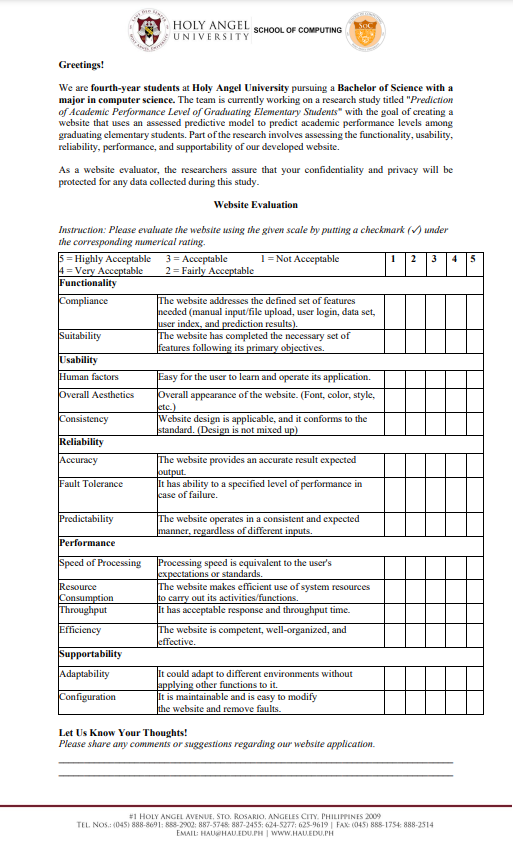 HOLY ANGEL
UNIVERSITY
SCHOOL OF COMPUTING
Greetings!
We are fourth-year students at Holy Angel University pursuing a Bachelor of Science with a
major in computer science. The team is currently working on a research study titled "Prediction
of Academic Performance Level of Graduating Elementary Students" with the goal of creating a
website that uses an assessed predictive model to predict academic performance levels among
graduating elementary students. Part of the research involves assessing the functionality, usability,
reliability, performance, and supportability of our developed website.
As a website evaluator, the researchers assure that your confidentiality and privacy will be
protected for any data collected during this study.
Website Evaluation
Instruction: Please evaluate the website using the given scale by putting a checkmark (✓) under
the corresponding numerical rating.
5 = Highly Acceptable 3 = Acceptable 1 = Not Acceptable 1 2 3 4 5
4 = Very Acceptable 2 = Fairly Acceptable
Functionality
Compliance The website addresses the defined set of features
needed (manual input/file upload, user login, data set,
user index, and prediction results).
Suitability The website has completed the necessary set of
features following its primary objectives.
Usability
Human factors Easy for the user to learn and operate its application.
Overall Aesthetics Overall appearance of the website. (Font, color, style,
etc.)
Consistency Website design is applicable, and it conforms to the
standard. (Design is not mixed up)
Reliability
Accuracy The website provides an accurate result expected
output.
Fault Tolerance It has ability to a specified level of performance in
case of failure.
Predictability The website operates in a consistent and expected
manner, regardless of different inputs.
Performance
Speed of Processing Processing speed is equivalent to the user's
expectations or standards.
Resource The website makes efficient use of system resources
Consumption to carry out its activities/functions.
Throughput It has acceptable response and throughput time.
Efficiency The website is competent, well-organized, and
effective.
Supportability
Adaptability It could adapt to different environments without
applying other functions to it.
Configuration It is maintainable and is easy to modify
the website and remove faults.
Let Us Know Your Thoughts!
Please share any comments or suggestions regarding our website application.
#1 Holy Angel Avenue, Sto. Rosario, Angeles City, Philippines 2009
Tel. Nos.: (045) 888-8691; 888-2902; 887-5748; 887-2455; 624-5277; 625-9619 | Fax: (045) 888-1754; 888-2514
Email: hau@hau.edu.ph | www.hau.edu.ph